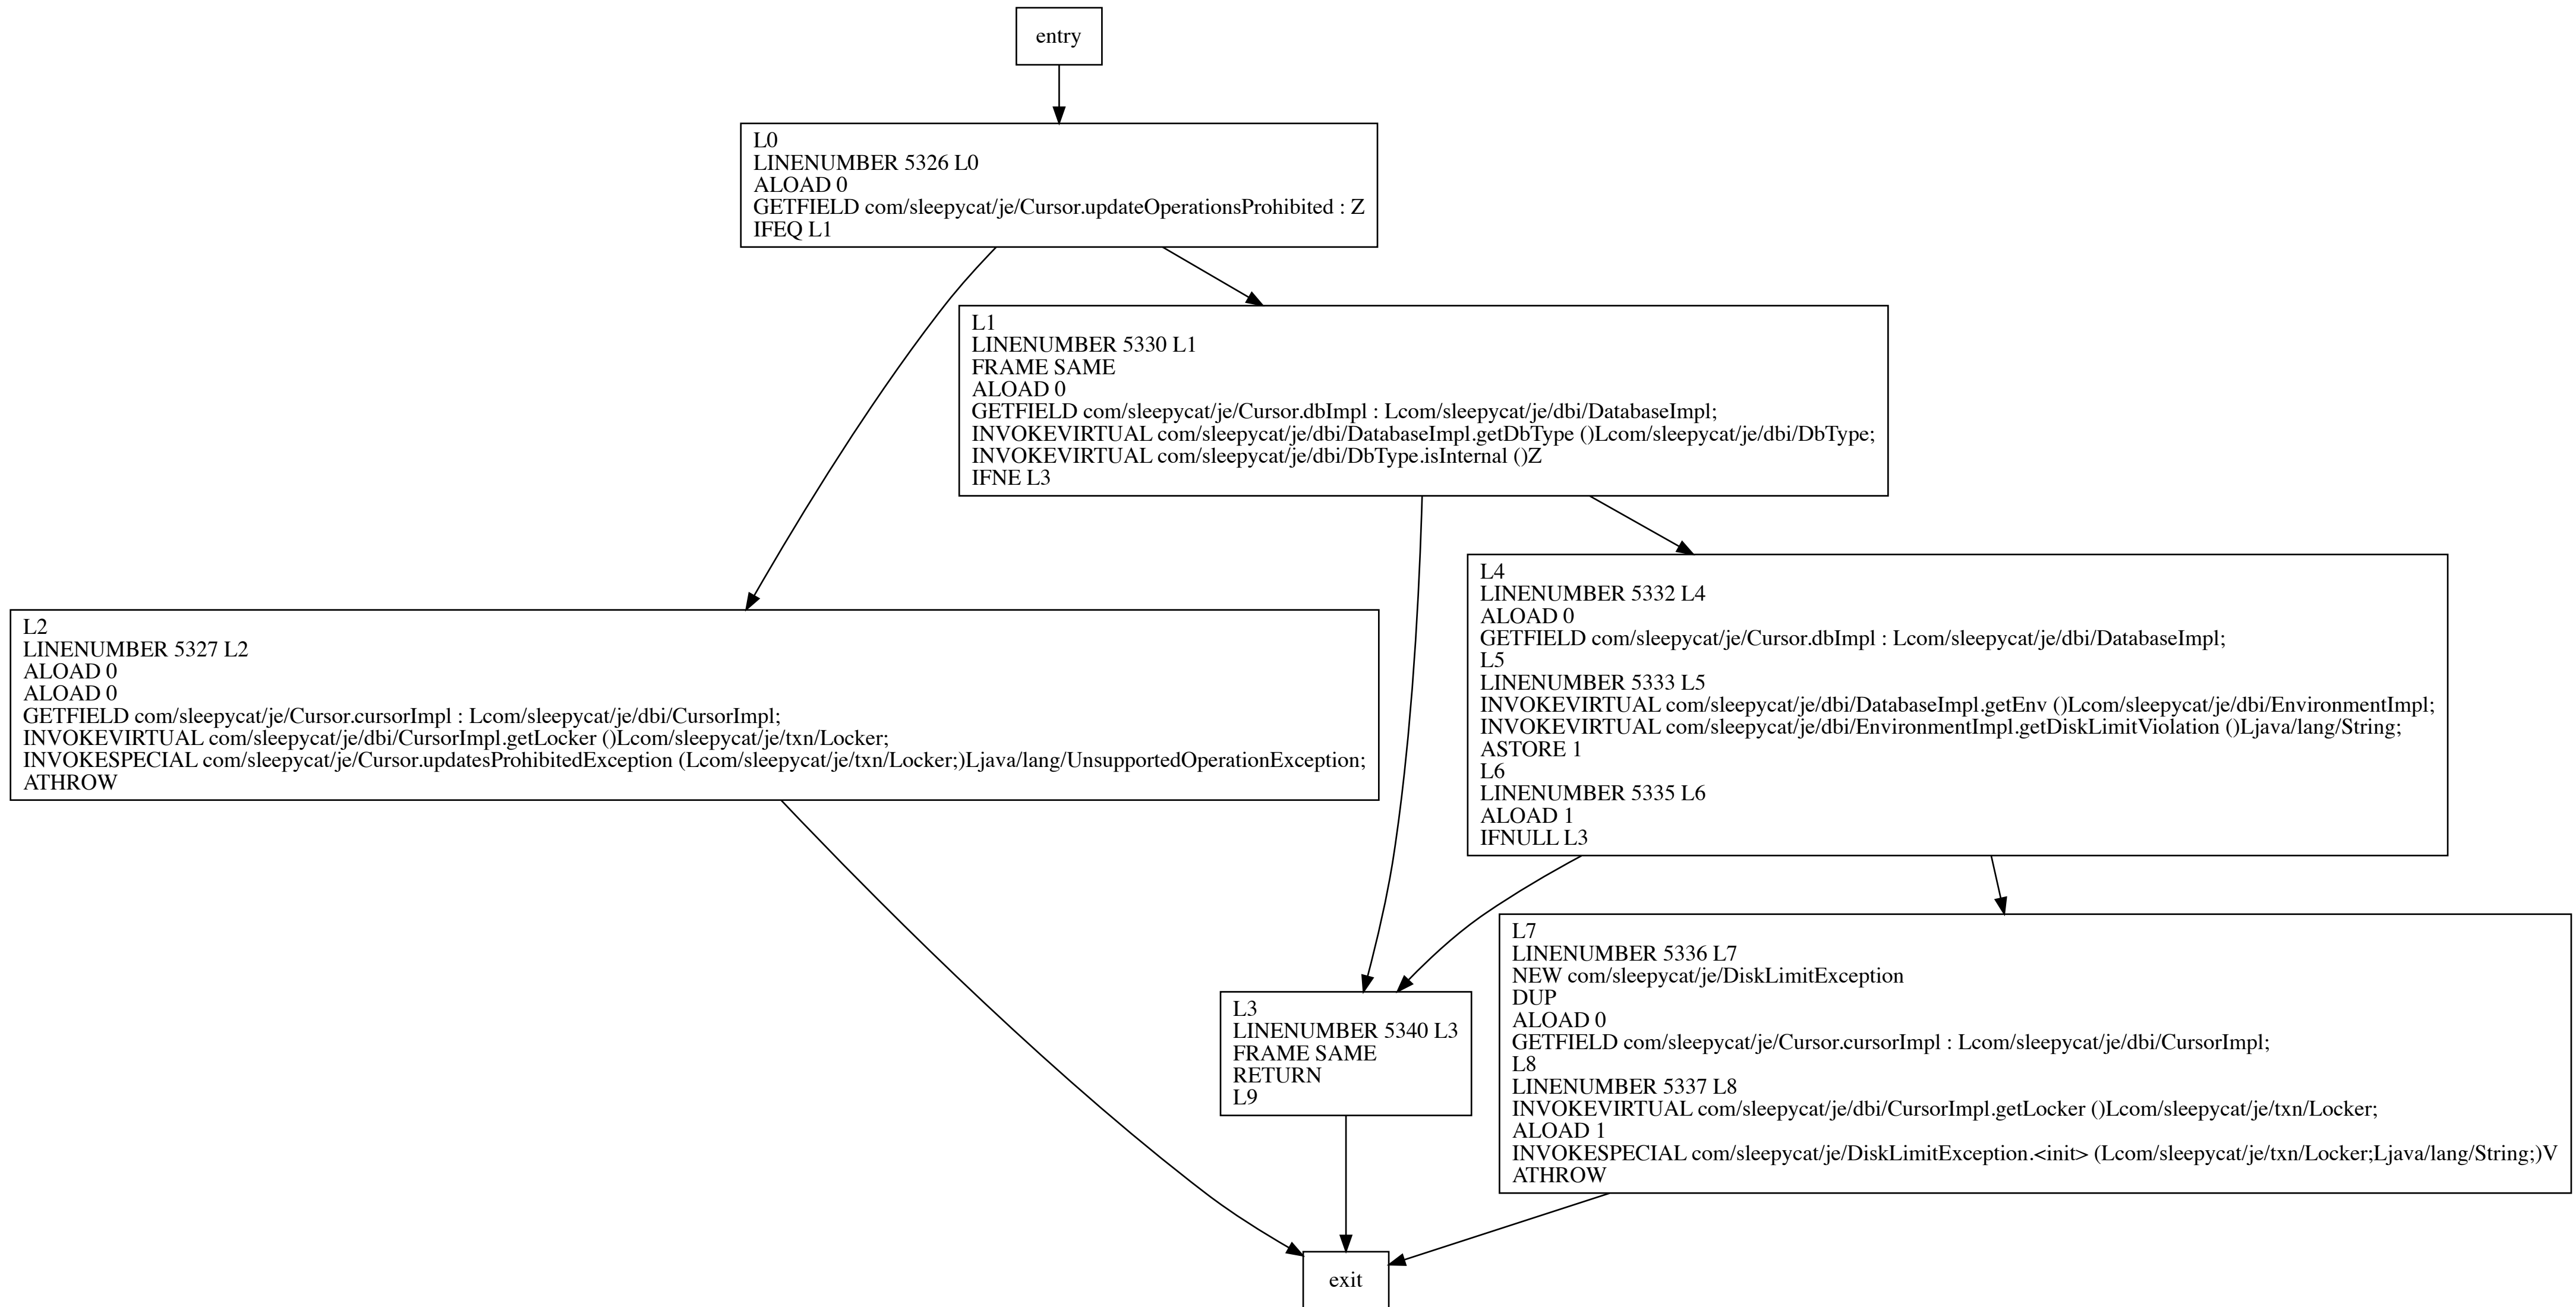 entry
L0
LINENUMBER 5326 L0
ALOAD 0
GETFIELD com/sleepycat/je/Cursor.updateOperationsProhibited : Z
IFEQ L1
L1
LINENUMBER 5330 L1
FRAME SAME
ALOAD 0
GETFIELD com/sleepycat/je/Cursor.dbImpl : Lcom/sleepycat/je/dbi/DatabaseImpl;
INVOKEVIRTUAL com/sleepycat/je/dbi/DatabaseImpl.getDbType ()Lcom/sleepycat/je/dbi/DbType;
INVOKEVIRTUAL com/sleepycat/je/dbi/DbType.isInternal ()Z
IFNE L3
L2
LINENUMBER 5327 L2
ALOAD 0
ALOAD 0
GETFIELD com/sleepycat/je/Cursor.cursorImpl : Lcom/sleepycat/je/dbi/CursorImpl;
INVOKEVIRTUAL com/sleepycat/je/dbi/CursorImpl.getLocker ()Lcom/sleepycat/je/txn/Locker;
INVOKESPECIAL com/sleepycat/je/Cursor.updatesProhibitedException (Lcom/sleepycat/je/txn/Locker;)Ljava/lang/UnsupportedOperationException;
ATHROW
L4
LINENUMBER 5332 L4
ALOAD 0
GETFIELD com/sleepycat/je/Cursor.dbImpl : Lcom/sleepycat/je/dbi/DatabaseImpl;
L5
LINENUMBER 5333 L5
INVOKEVIRTUAL com/sleepycat/je/dbi/DatabaseImpl.getEnv ()Lcom/sleepycat/je/dbi/EnvironmentImpl;
INVOKEVIRTUAL com/sleepycat/je/dbi/EnvironmentImpl.getDiskLimitViolation ()Ljava/lang/String;
ASTORE 1
L6
LINENUMBER 5335 L6
ALOAD 1
IFNULL L3
L3
LINENUMBER 5340 L3
FRAME SAME
RETURN
L9
L7
LINENUMBER 5336 L7
NEW com/sleepycat/je/DiskLimitException
DUP
ALOAD 0
GETFIELD com/sleepycat/je/Cursor.cursorImpl : Lcom/sleepycat/je/dbi/CursorImpl;
L8
LINENUMBER 5337 L8
INVOKEVIRTUAL com/sleepycat/je/dbi/CursorImpl.getLocker ()Lcom/sleepycat/je/txn/Locker;
ALOAD 1
INVOKESPECIAL com/sleepycat/je/DiskLimitException.<init> (Lcom/sleepycat/je/txn/Locker;Ljava/lang/String;)V
ATHROW
exit